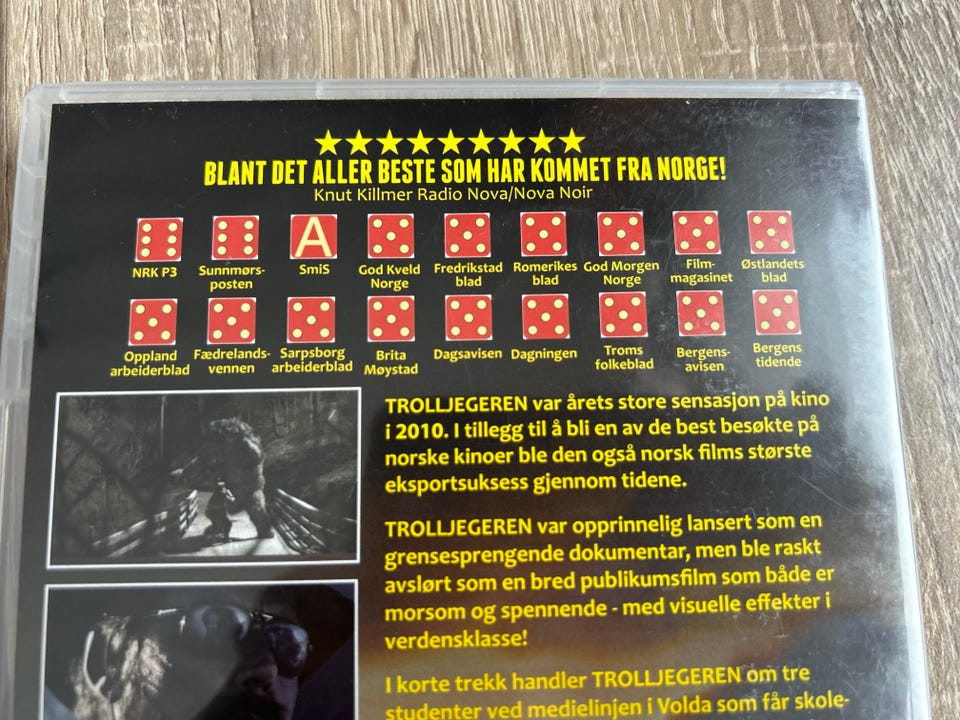 BLANT DET ALLER BESTE SOM HAR KOMMET FRA NORGE!
Knut Killmer Radio Nova/Nova Noir
A
NRK P3
Sunnmørs-
posten
SmiS
God Kveld
Norge
Fredrikstad
blad
Romerikes
blad
God Morgen
Norge
Film-
magasinet
Østlandets
blad
Oppland
arbeiderblad
Fædrelands-
vennen
Sarpsborg
arbeiderblad
Brita
Møystad
Dagsavisen
Dagningen
Troms
folkeblad
Bergens-
avisen
Bergens
tidende
TROLLJEGEREN var årets store sensasjon på kino
i 2010. I tillegg til å bli en av de best besøkte på
norske kinoer ble den også norsk films største
eksportsuksess gjennom tidene.
TROLLJEGEREN var opprinnelig lansert som en
grensesprengende dokumentar, men ble raskt
avslørt som en bred publikumsfilm som både er
morsom og spennende - med visuelle effekter i
verdensklasse!
I korte trekk handler TROLLJEGEREN om tre
studenter ved medielinjen i Volda som får skole-